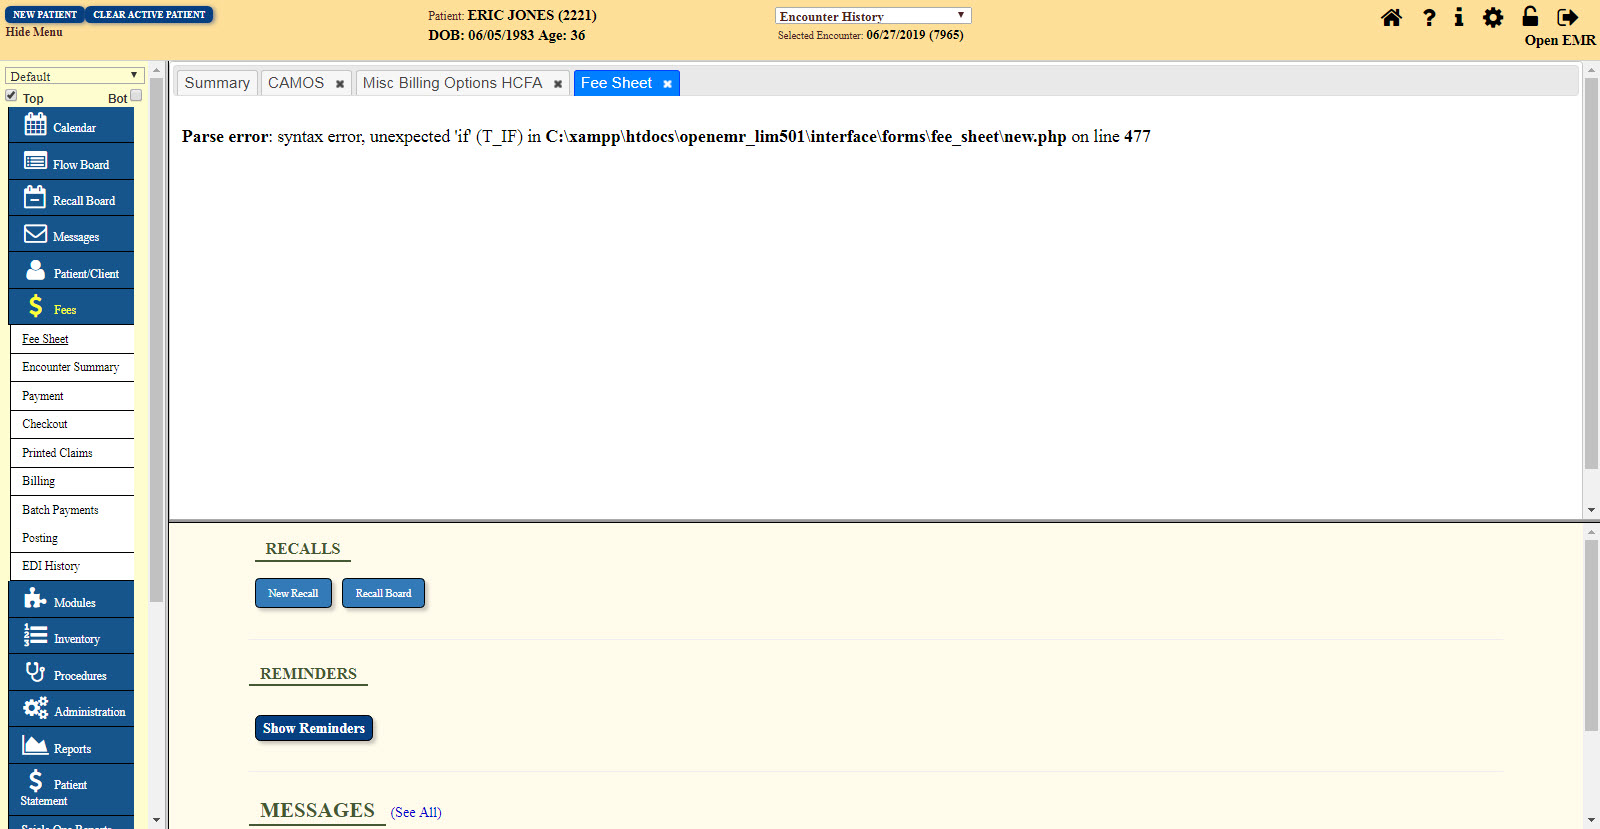 NEW PATIENT CLEAR ACTIVE PATIENT
Hide Menu
Patient: ERIC JONES (2221)
DOB: 06/05/1983 Age: 36
Encounter History
Selected Encounter: 06/27/2019 (7965)
Open EMR
Default
Top Bot
Calendar
Flow Board
Recall Board
Messages
Patient/Client
Fees
Fee Sheet
Encounter Summary
Payment
Checkout
Printed Claims
Billing
Batch Payments
Posting
EDI History
Modules
Inventory
Procedures
Administration
Reports
Patient
Statement
Summary CAMOS Misc Billing Options HCFA Fee Sheet
Parse error: syntax error, unexpected 'if' (T_IF) in C:\xampp\htdocs\openemr_lim501\interface\forms\fee_sheet\new.php on line 477
RECALLS
New Recall Recall Board
REMINDERS
Show Reminders
MESSAGES (See All)